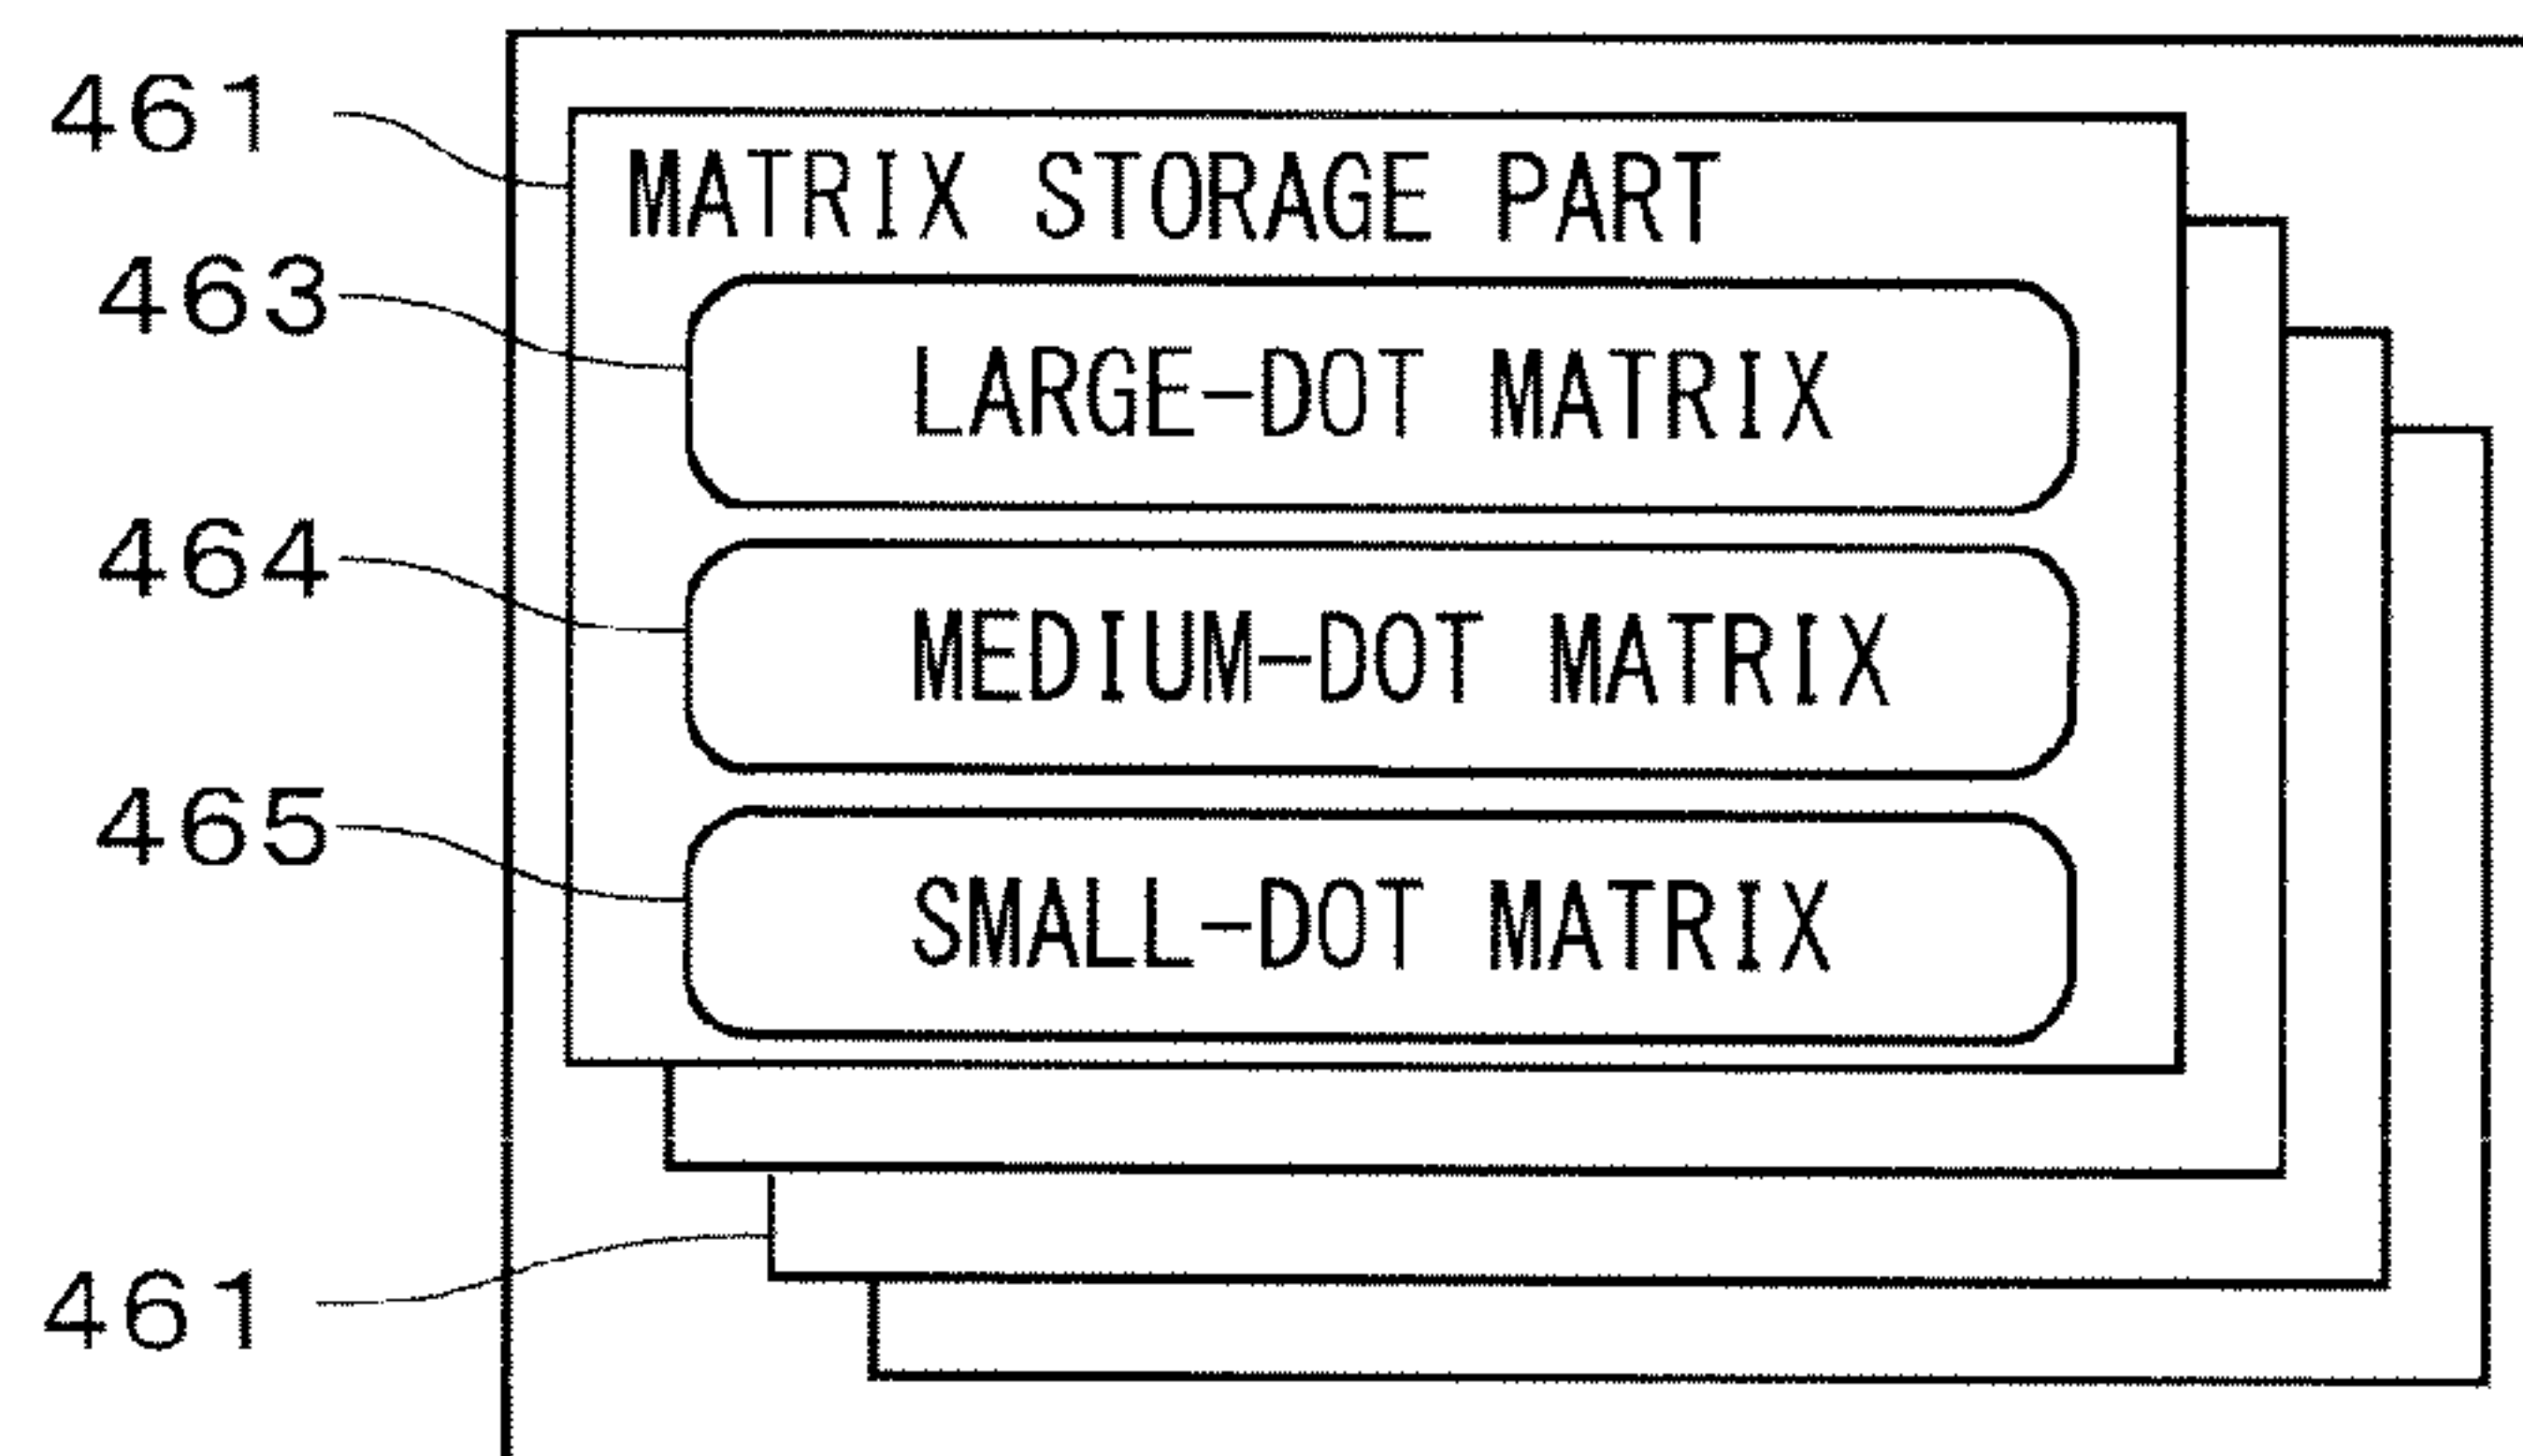 461
MATRIX STORAGE PART
463
LARGE-DOT MATRIX
464
MEDIUM-DOT MATRIX
465
SMALL-DOT MATRIX
461